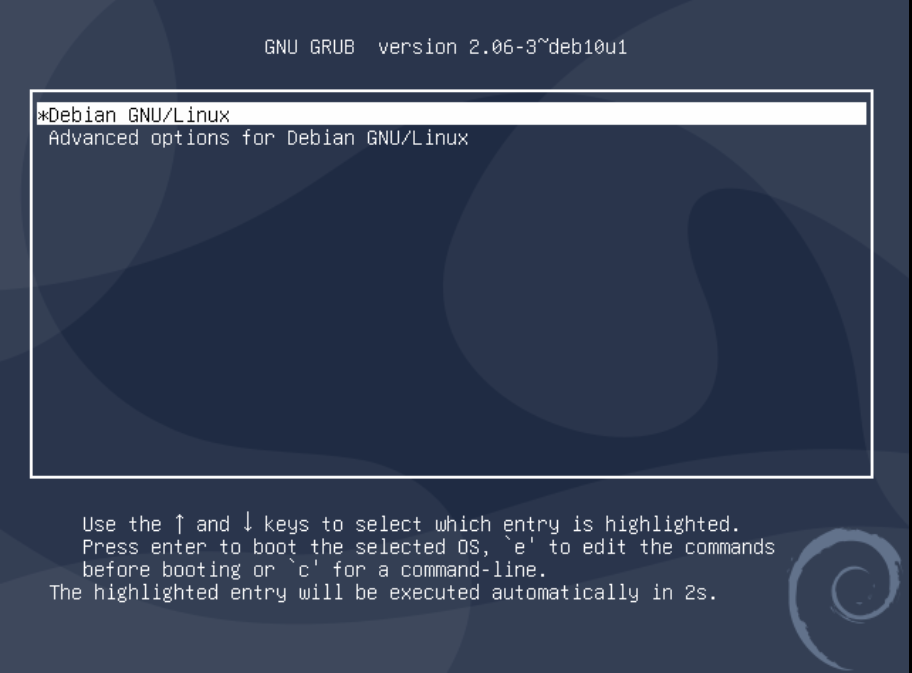 GNU GRUB  version 2.06-3~deb10u1
*Debian GNU/Linux
Advanced options for Debian GNU/Linux
Use the ↑ and ↓ keys to select which entry is highlighted.
Press enter to boot the selected OS, `e' to edit the commands
before booting or `c' for a command-line.
The highlighted entry will be executed automatically in 2s.